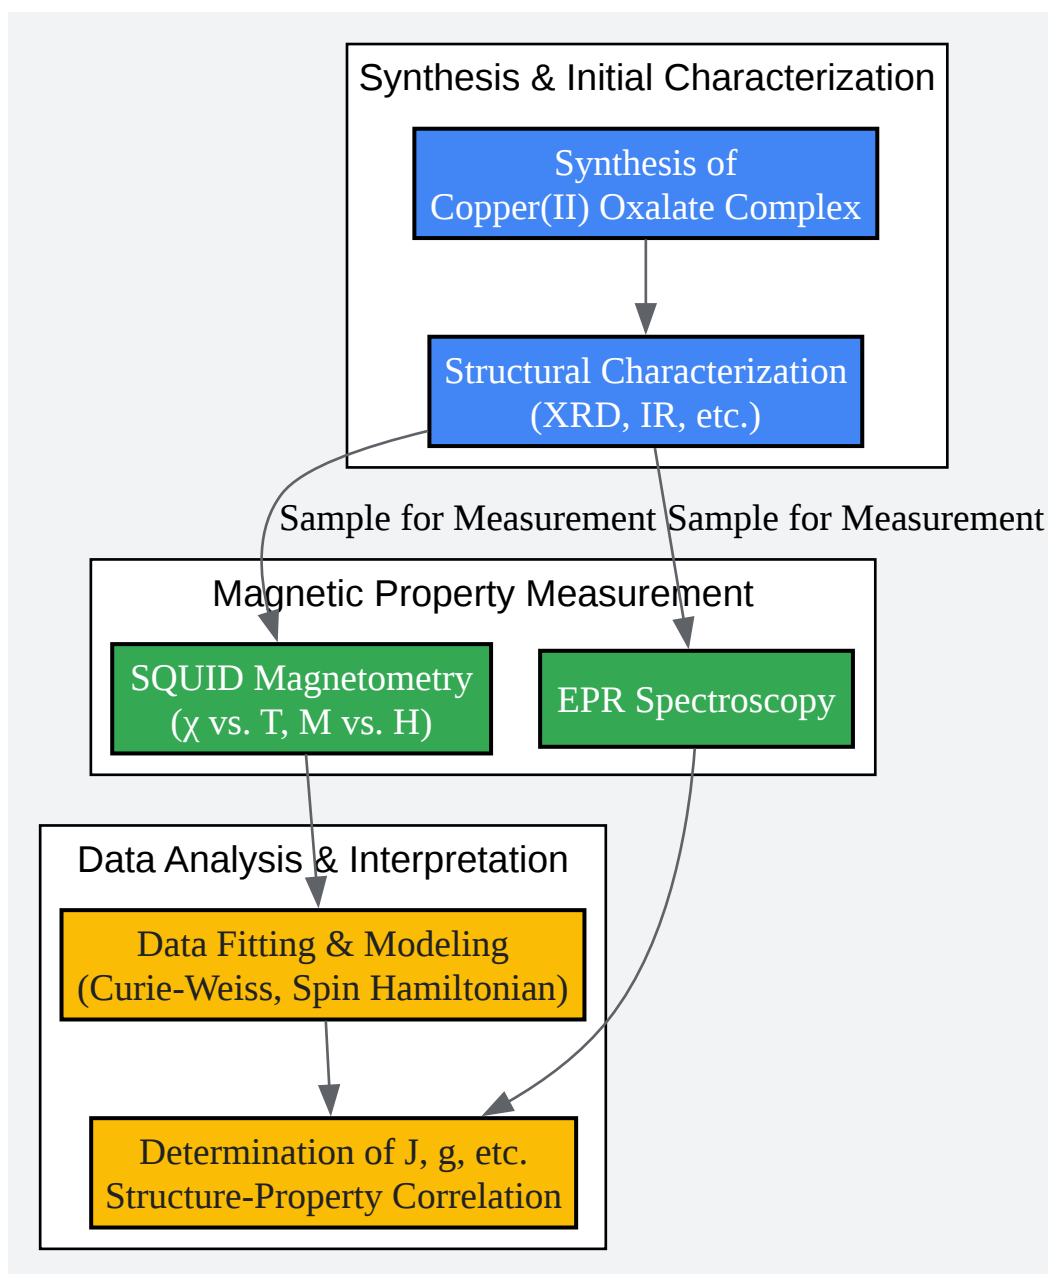 Synthesis & Initial Characterization
Synthesis of
Copper(II) Oxalate Complex
Structural Characterization
(XRD, IR, etc.)
Sample for Measurement
Sample for Measurement
Magnetic Property Measurement
SQUID Magnetometry
(χ vs. T, M vs. H)
EPR Spectroscopy
Data Analysis & Interpretation
Data Fitting & Modeling
(Curie-Weiss, Spin Hamiltonian)
Determination of J, g, etc.
Structure-Property Correlation